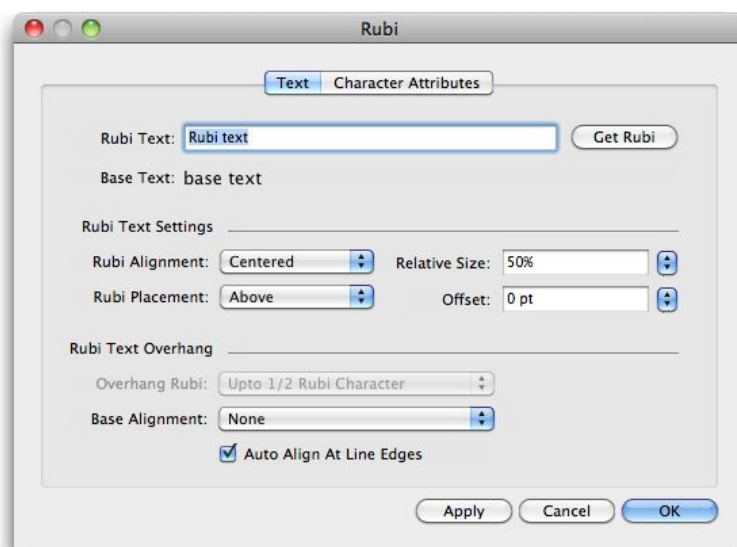 Rubi
Text Character Attributes
Rubi Text: Rubi text Get Rubi
Base Text: base text
Rubi Text Settings
Rubi Alignment: Centered Relative Size: 50%
Rubi Placement: Above Offset: 0 pt
Rubi Text Overhang
Overhang Rubi: Upto 1/2 Rubi Character
Base Alignment: None
Auto Align At Line Edges
Apply Cancel OK